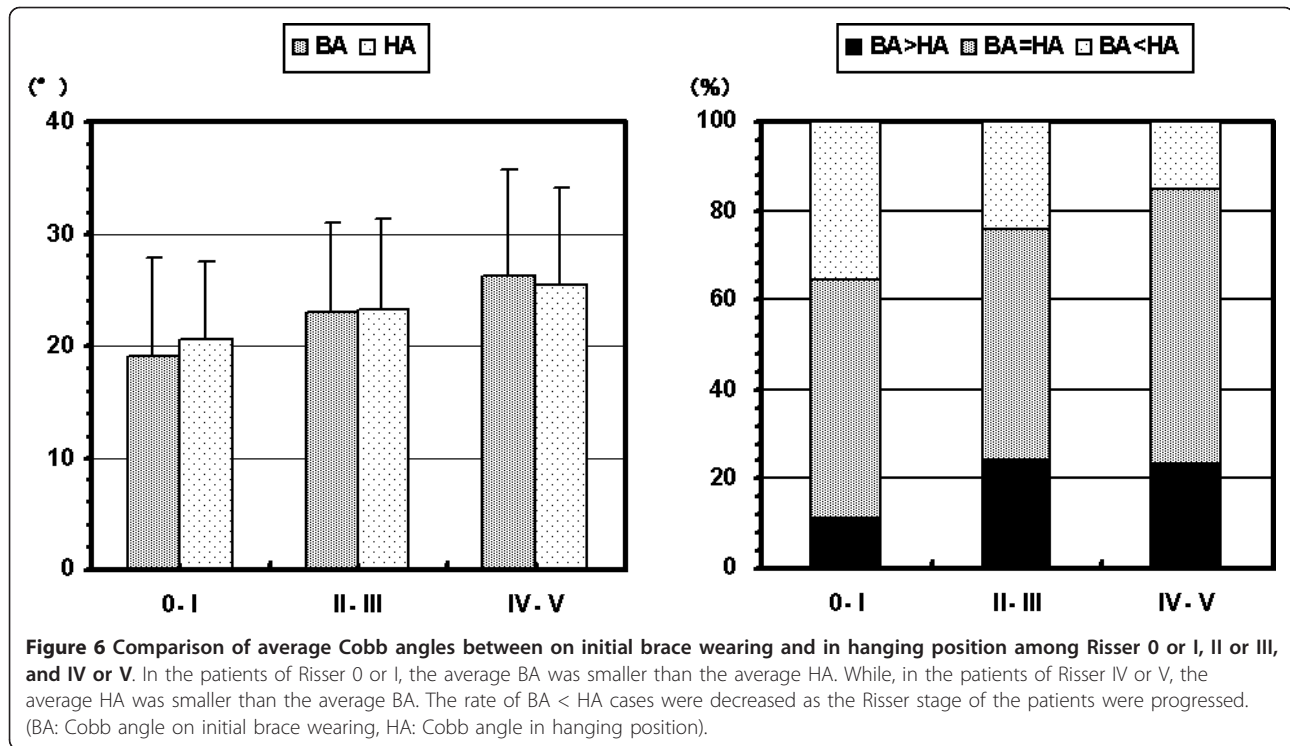 BA HA
(° )
40
30
20
10
0
0- I II - III IV - V
BA>HA BA=HA BA<HA
(%)
100
80
60
40
20
0
0- I II - III IV - V
Figure 6 Comparison of average Cobb angles between on initial brace wearing and in hanging position among Risser 0 or I, II or III,
and IV or V. In the patients of Risser 0 or I, the average BA was smaller than the average HA. While, in the patients of Risser IV or V, the
average HA was smaller than the average BA. The rate of BA < HA cases were decreased as the Risser stage of the patients were progressed.
(BA: Cobb angle on initial brace wearing, HA: Cobb angle in hanging position).